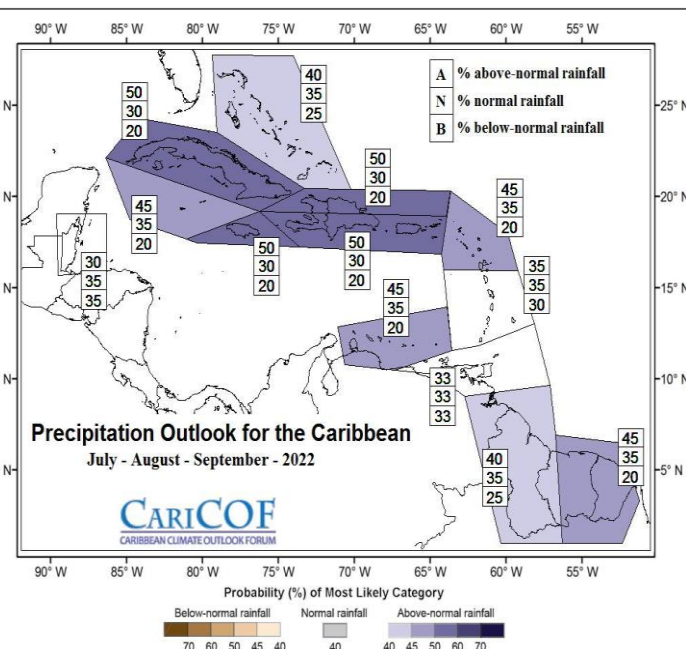 90° W 85° W 80° W 75° W 70° W 65° W 60° W 55° W
A % above-normal rainfall
N % normal rainfall
B % below-normal rainfall
40
35
25
50
30
20
25° N
N
50
30
20
45
35
20
20° N
N
45
35
20
50
30
20
50
30
20
30
35
35
35
35
30
15° N
N
45
35
20
33
33
33
10° N
N
Precipitation Outlook for the Caribbean
July - August - September - 2022
40
35
25
45
35
20
5° N
N
CARICOF
CARIBBEAN CLIMATE OUTLOOK FORUM
90° W 85° W 80° W 75° W 70° W 65° W 60° W 55° W
Probability (%) of Most Likely Category
Below-normal rainfall Normal rainfall Above-normal rainfall
70 60 50 45 40 40 40 45 50 60 70